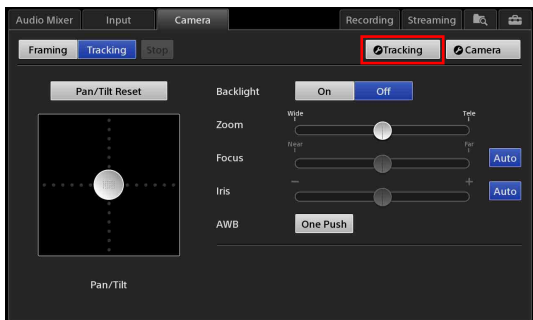 Audio Mixer Input Camera Recording Streaming
Framing Tracking Stop Tracking Camera
Pan/Tilt Reset
Backlight On Off
Wide Tele
Zoom
Near Far
Focus Auto
− +
Iris Auto
AWB One Push
Pan/Tilt